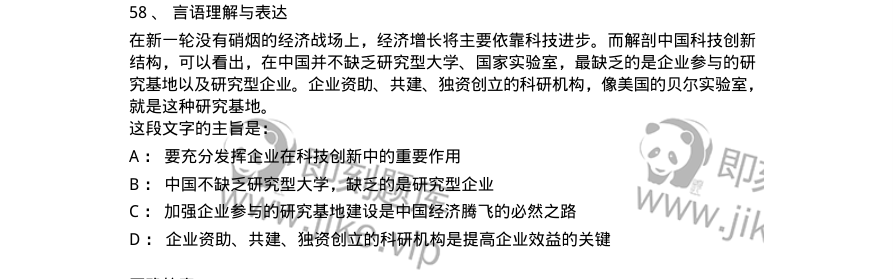 58 、 言语理解与表达
在新一轮没有硝烟的经济战场上，经济增长将主要依靠科技进步。而解剖中国科技创新
结构，可以看出，在中国并不缺乏研究型大学、国家实验室，最缺乏的是企业参与的研
究基地以及研究型企业。企业资助、共建、独资创立的科研机构，像美国的贝尔实验室，
就是这种研究基地。
这段文字的主旨是：
A ： 要充分发挥企业在科技创新中的重要作用
B ： 中国不缺乏研究型大学，缺乏的是研究型企业
C ： 加强企业参与的研究基地建设是中国经济腾飞的必然之路
D ： 企业资助、共建、独资创立的科研机构是提高企业效益的关键
即刻题库
www.jike.vip
即刻
www.jik